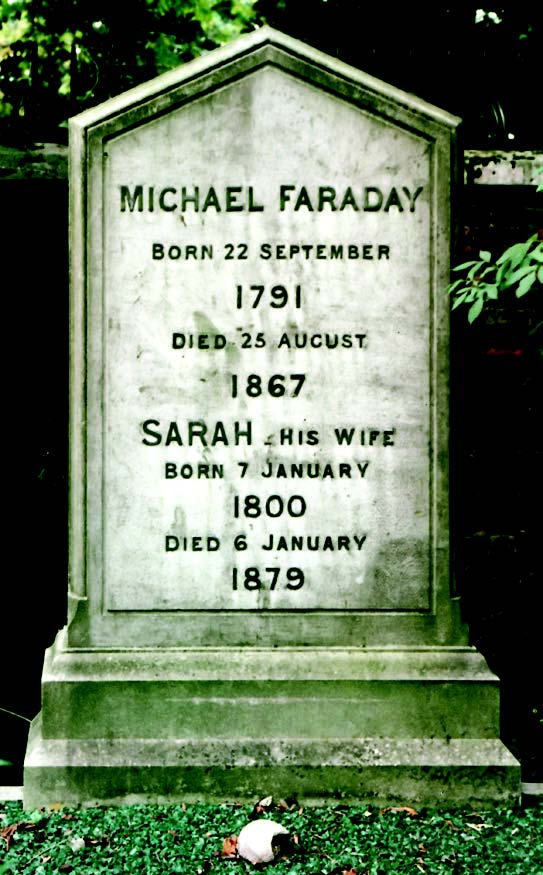 MICHAEL FARADAY
BORN 22 SEPTEMBER
1791
DIED 25 AUGUST
1867
SARAH - HIS WIFE
BORN 7 JANUARY
1800
DIED 6 JANUARY
1879